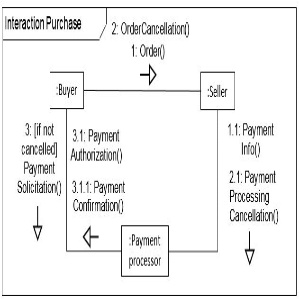 Interaction Purchase
2: OrderCancellation()
1: Order()
:Buyer
:Seller
3: [if not
cancelled]
Payment
Solicitation()
3.1: Payment
Authorization()
3.1.1: Payment
Confirmation()
1.1: Payment
Info()
2.1: Payment
Processing
Cancellation()
:Payment
processor